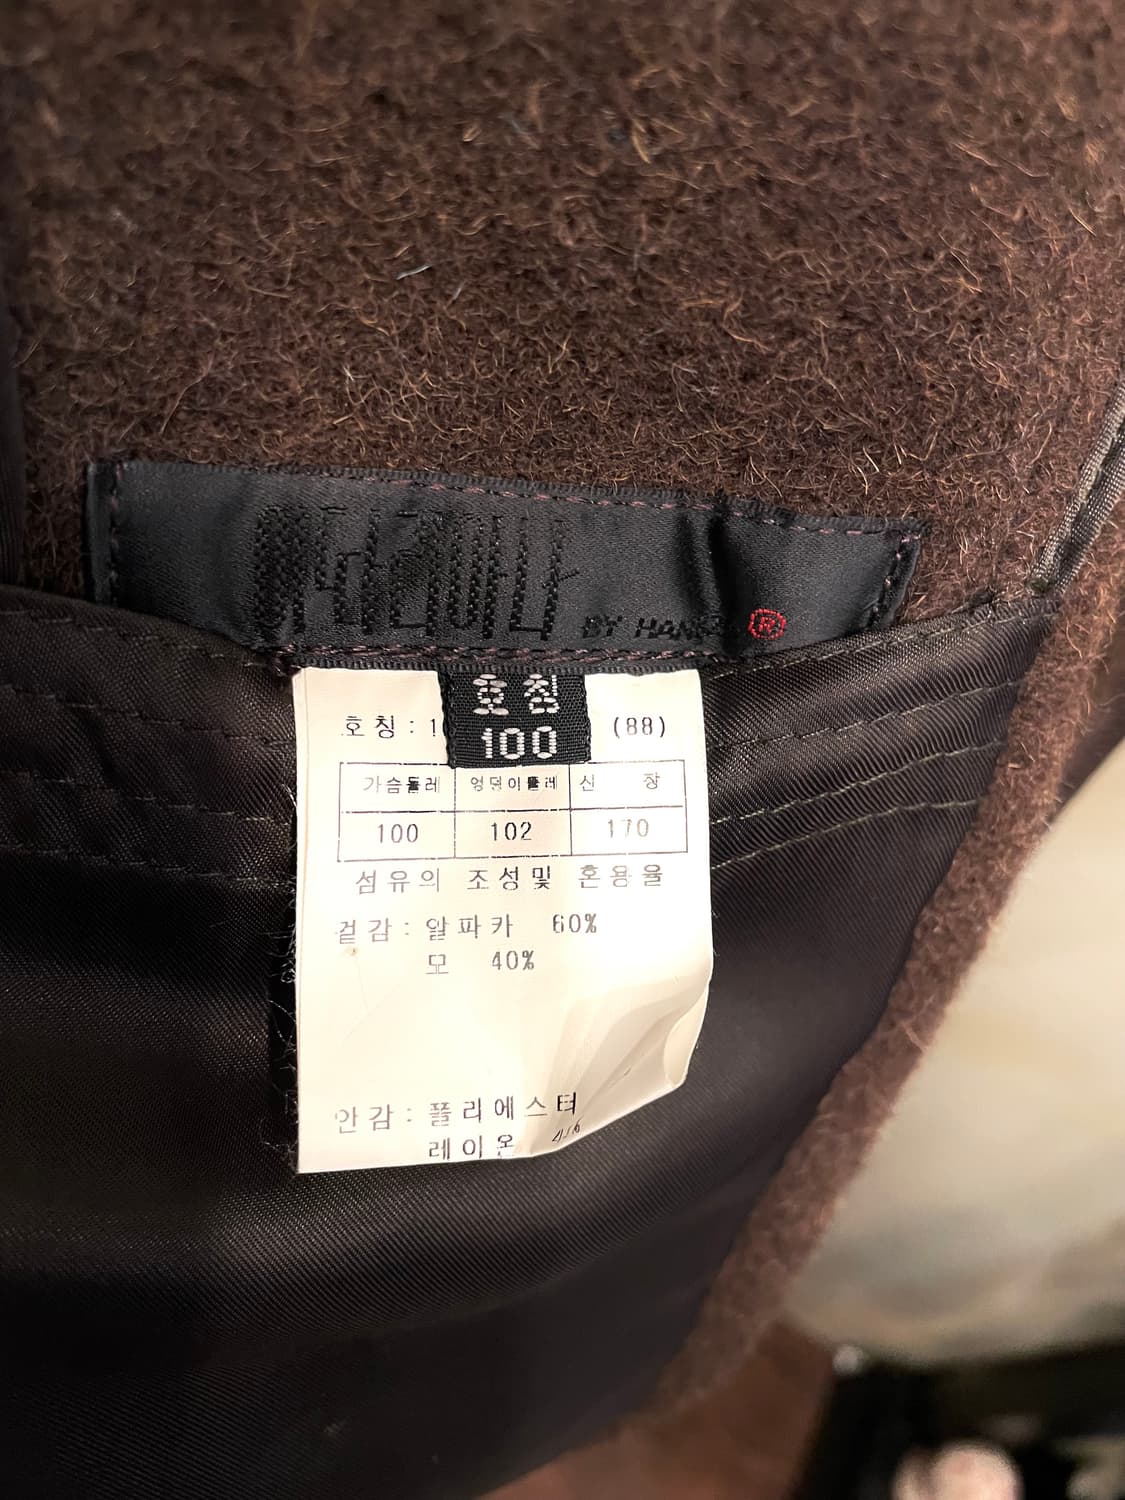 BY
®
호칭
100
호칭 : (88)
가슴둘레 엉덩이둘레 신 장
100 102 170
섬유의 조성및 혼용율
겉감 : 알파카 60%
모 40%
안감 : 폴리에스터
레이온